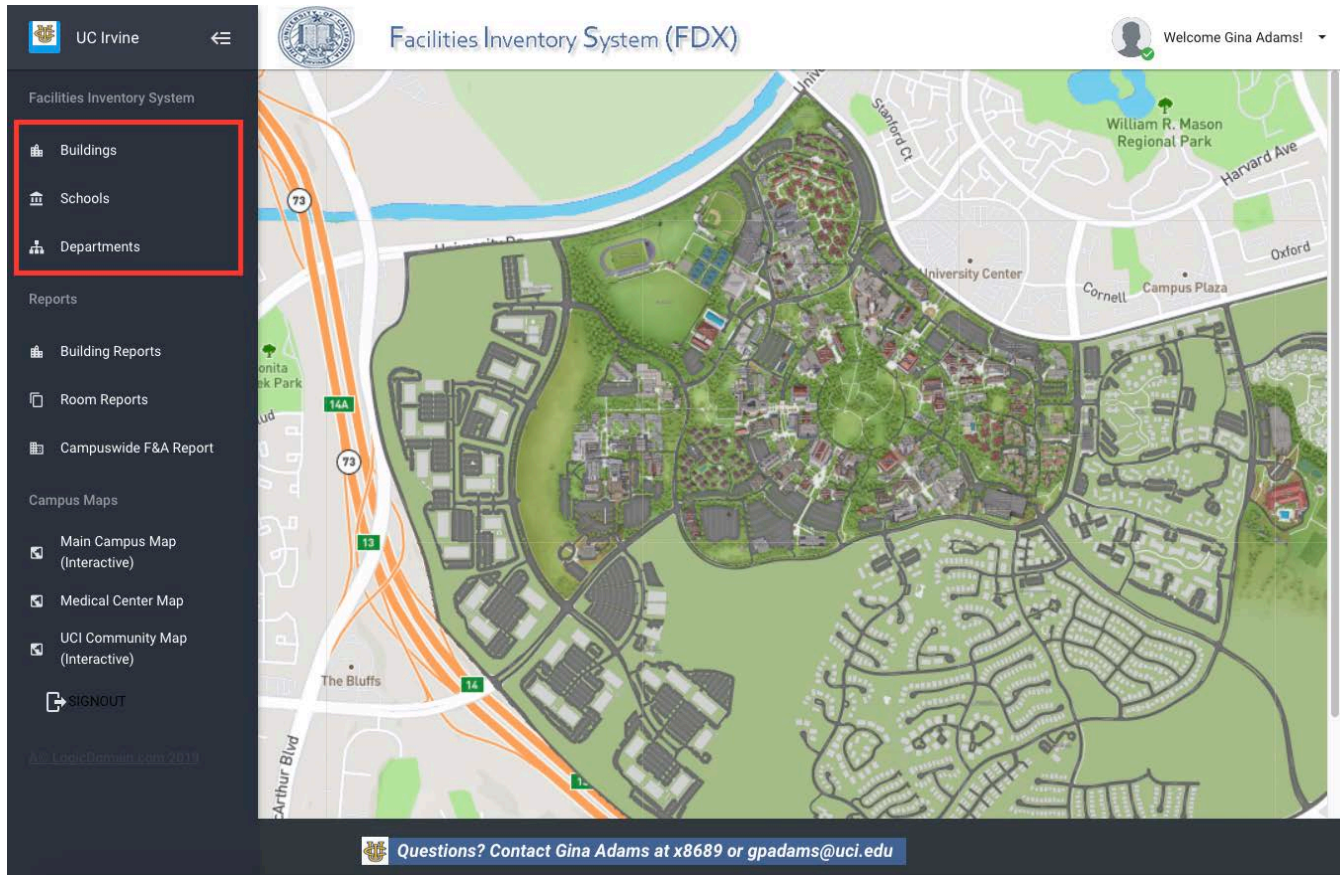 UC Irvine
Facilities Inventory System (FDX)
Welcome Gina Adams!
Facilities Inventory System
Buildings
Schools
Departments
Reports
Building Reports
Room Reports
Campuswide F&A Report
Campus Maps
Main Campus Map
(Interactive)
Medical Center Map
UCI Community Map
(Interactive)
SIGNOUT
LogicDomain.com 2019
Stanford Ct
William R. Mason
Regional Park
Harvard Ave
73
University Center
Oxford
Cornell
Campus Plaza
14A
73
13
The Bluffs
14
Questions? Contact Gina Adams at x8689 or gpadams@uci.edu